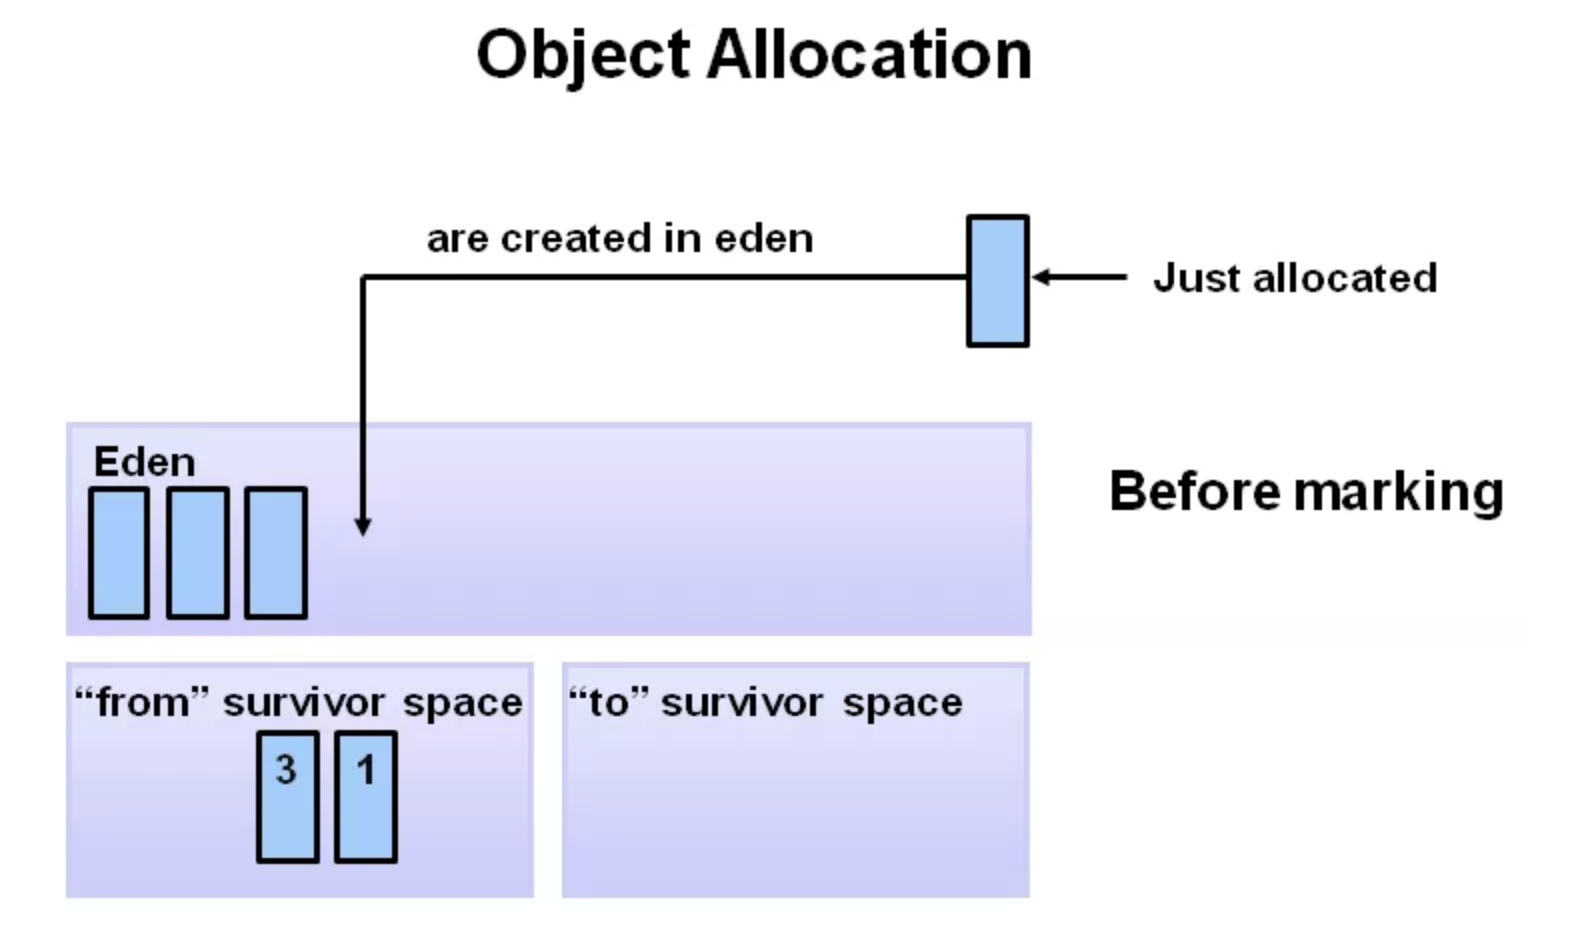 Object Allocation
are created in eden
Just allocated
Eden
Before marking
“from” survivor space
“to” survivor space
3
1